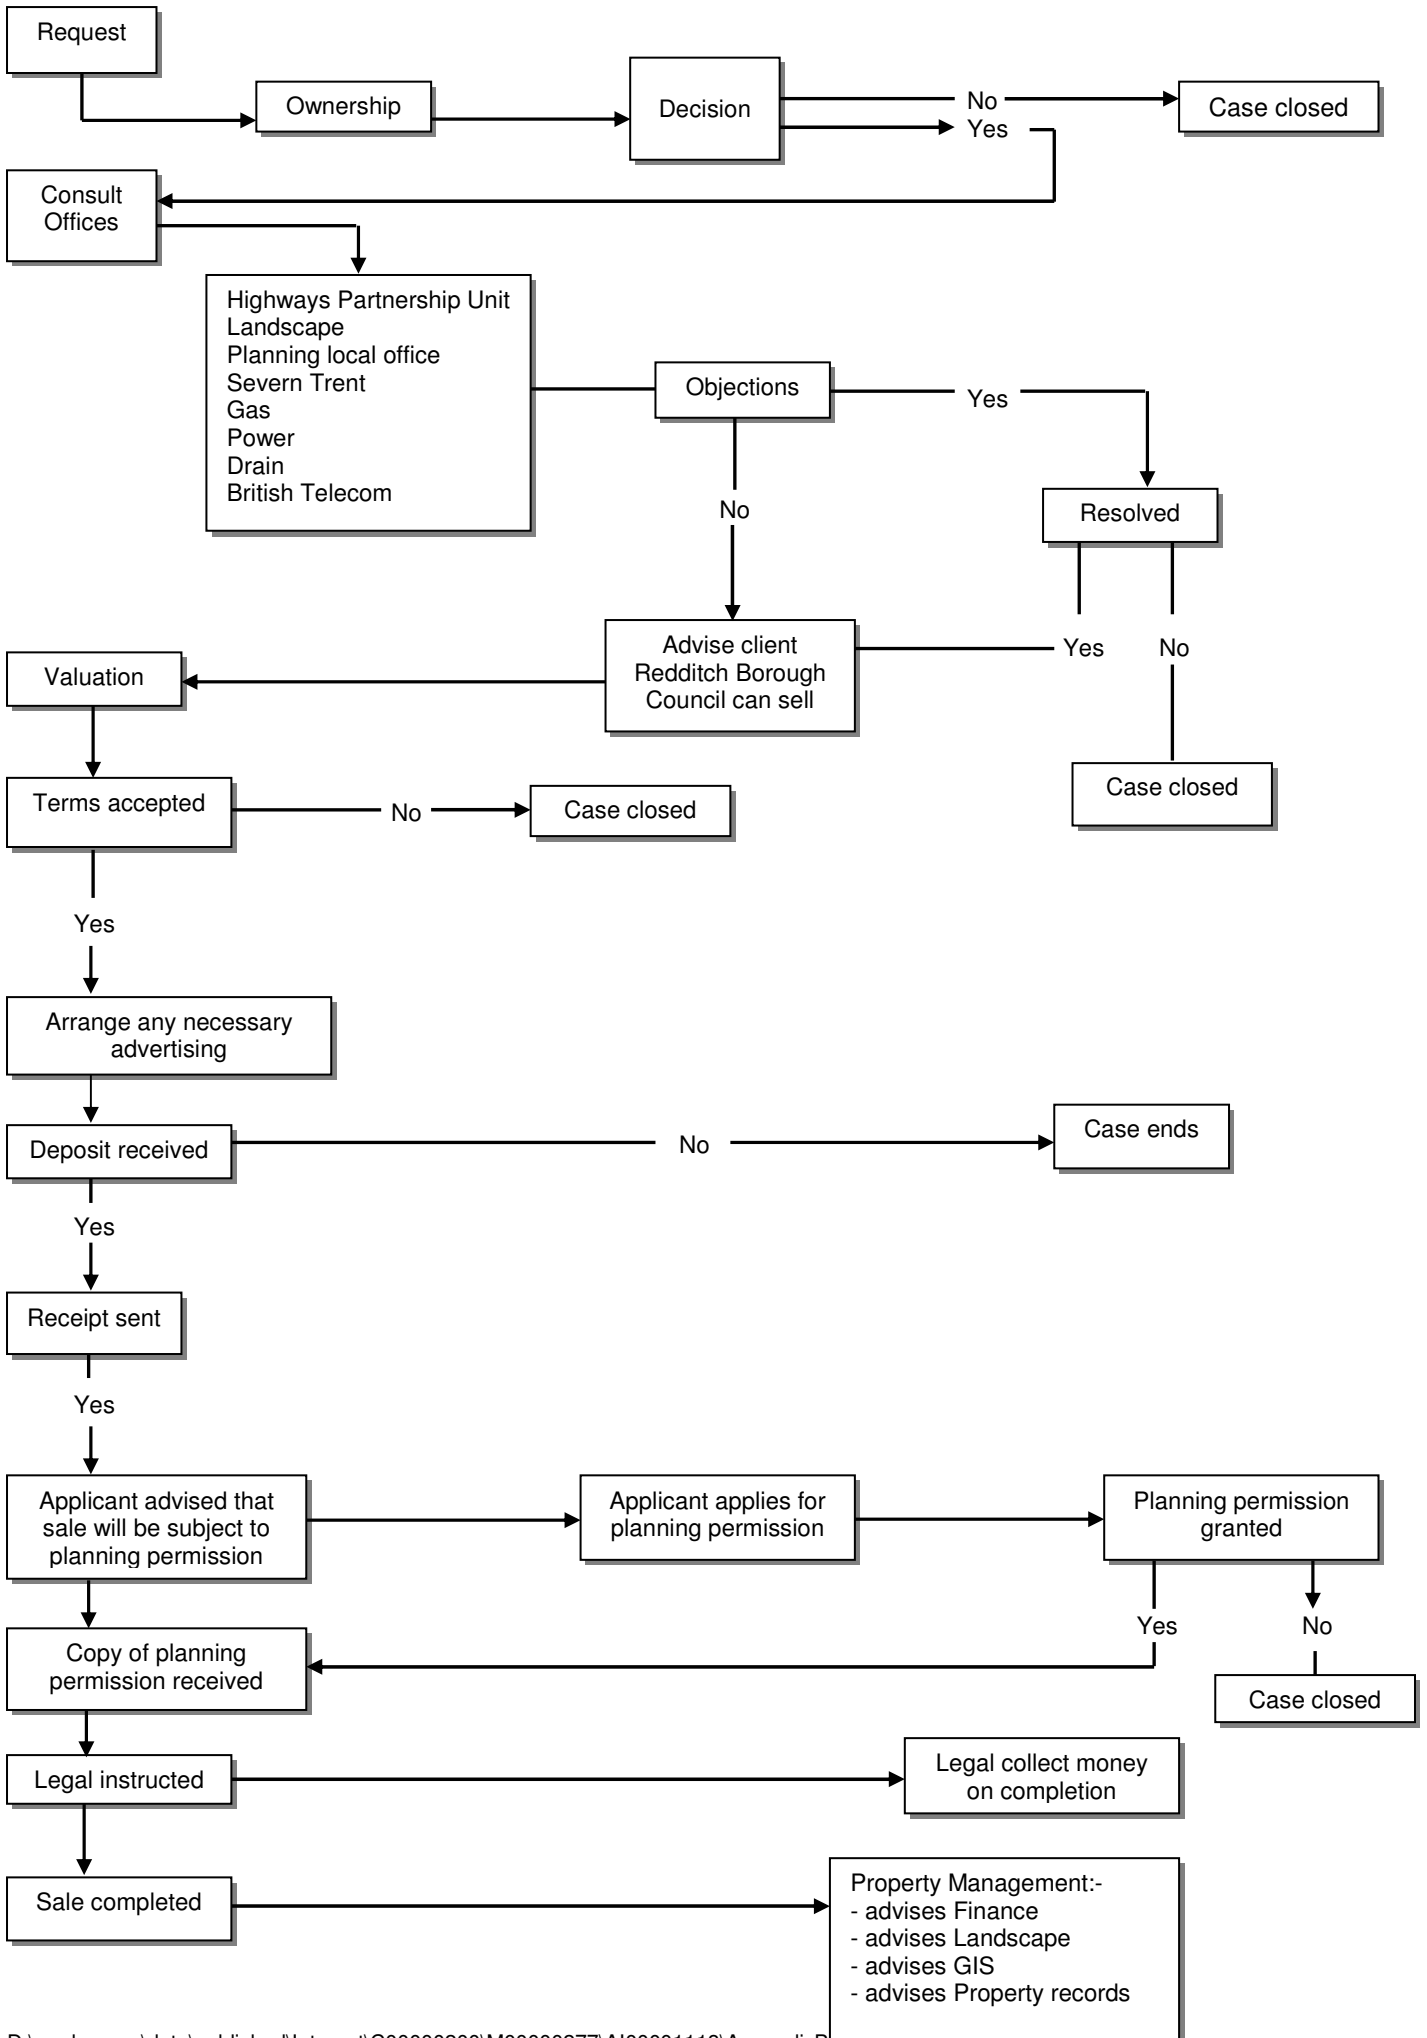 Request
Ownership
Decision
No
Yes
Case closed
Consult
Offices
Highways Partnership Unit
Landscape
Planning local office
Severn Trent
Gas
Power
Drain
British Telecom
Objections
Yes
No
Resolved
Advise client
Redditch Borough
Council can sell
Yes
No
Valuation
Case closed
Terms accepted
No
Case closed
Yes
Arrange any necessary
advertising
Deposit received
No
Case ends
Yes
Receipt sent
Yes
Applicant advised that
sale will be subject to
planning permission
Applicant applies for
planning permission
Planning permission
granted
Yes
No
Copy of planning
permission received
Case closed
Legal instructed
Legal collect money
on completion
Sale completed
Property Management:-
- advises Finance
- advises Landscape
- advises GIS
- advises Property records